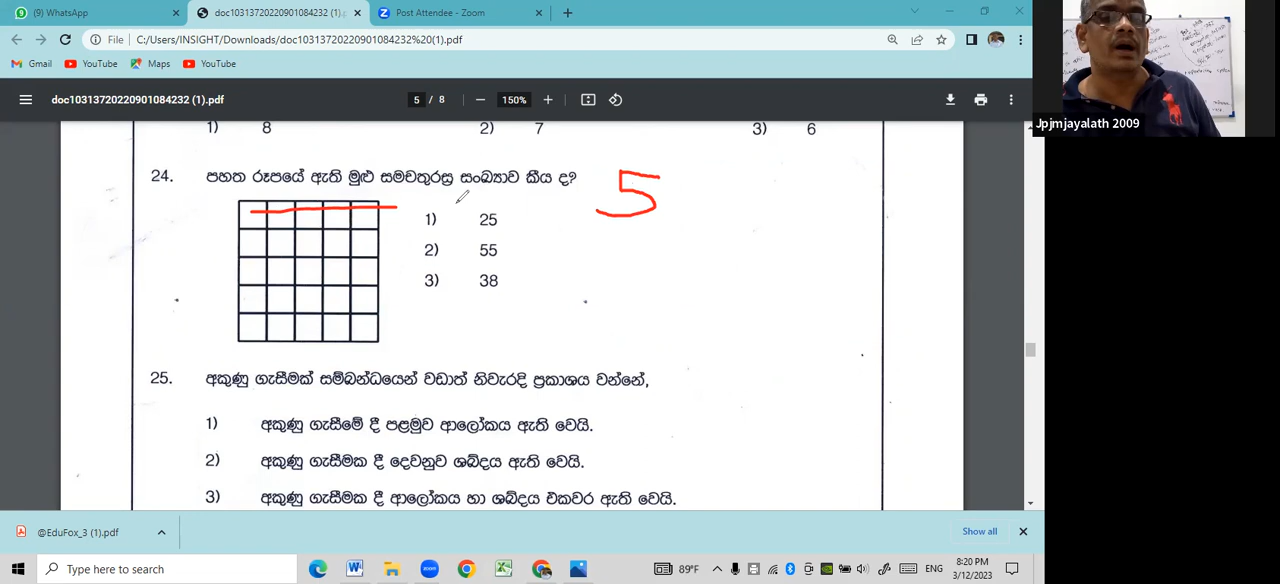 (9) WhatsApp
doc10313720220901084232 (1).p
Post Attendee - Zoom
File
C:/Users/INSIGHT/Downloads/doc10313720220901084232%20(1).pdf
Gmail
YouTube
Maps
YouTube
doc10313720220901084232 (1).pdf
5 / 8
150%
Jpjmjayalath 2009
1) 8
2) 7
3) 6
24. පහත රූපයේ ඇති මුළු සමචතුරස්‍ර සංඛ්‍යාව කීය ද?
5
1) 25
2) 55
3) 38
25. අකුණු ගැසීමක් සම්බන්ධයෙන් වඩාත් නිවැරදි ප්‍රකාශය වන්නේ,
1) අකුණු ගැසීමේ දී පළමුව ආලෝකය ඇති වෙයි.
2) අකුණු ගැසීමක දී දෙවනුව ශබ්දය ඇති වෙයි.
3) අකුණු ගැසීමක දී ආලෝකය හා ශබ්දය එකවර ඇති වෙයි.
@EduFox_3 (1).pdf
Show all
Type here to search
89°F
ENG
8:20 PM
3/12/2023